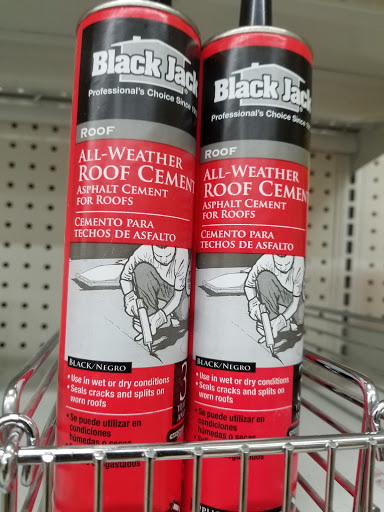 Black Jack
Professional's Choice Since
ROOF
ALL-WEATHER
ROOF CEMENT
ASPHALT CEMENT
FOR ROOFS
CEMENTO PARA
TECHOS DE ASFALTO
BLACK/NEGRO
• Use in wet or dry conditions
• Seals cracks and splits on
worn roofs
• Se puede utilizar en
condiciones
húmedas o secas
Black Jack
Professional's Choice Since
ROOF
ALL-WEATHER
ROOF CEMENT
ASPHALT CEMENT
FOR ROOFS
CEMENTO PARA
TECHOS DE ASFALTO
BLACK/NEGRO
• Use in wet or dry conditions
• Seals cracks and splits on
worn roofs
• Se puede utilizar en
condiciones